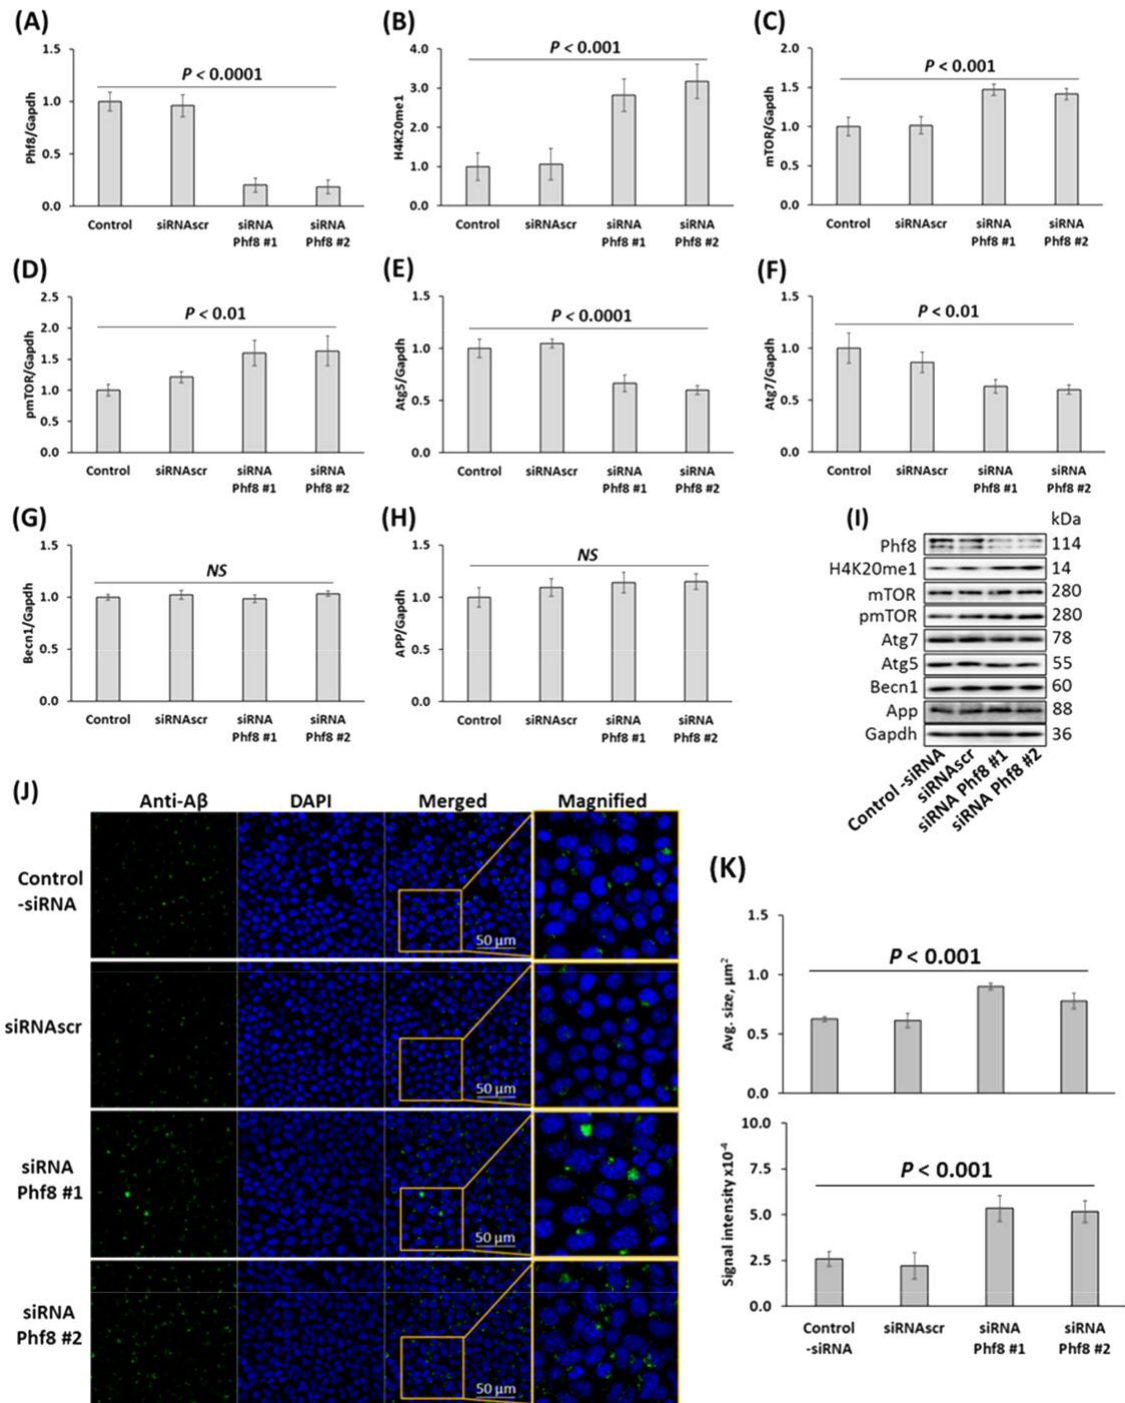 (A)
1.5
1.0
0.5
0.0
Phf8/Gapdh
P < 0.0001
Control
siRNAscr
siRNA
Phf8 #1
siRNA
Phf8 #2
(B)
4.0
3.0
2.0
1.0
0.0
H4K20me1
P < 0.001
Control
siRNAscr
siRNA
Phf8 #1
siRNA
Phf8 #2
(C)
2.0
1.5
1.0
0.5
0.0
mTOR/Gapdh
P < 0.001
Control
siRNAscr
siRNA
Phf8 #1
siRNA
Phf8 #2
(D)
2.5
2.0
1.5
1.0
0.5
0.0
pmTOR/Gapdh
P < 0.01
Control
siRNAscr
siRNA
Phf8 #1
siRNA
Phf8 #2
(E)
1.5
1.0
0.5
0.0
Atg5/Gapdh
P < 0.0001
Control
siRNAscr
siRNA
Phf8 #1
siRNA
Phf8 #2
(F)
1.5
1.0
0.5
0.0
Atg7/Gapdh
P < 0.01
Control
siRNAscr
siRNA
Phf8 #1
siRNA
Phf8 #2
(G)
1.5
1.0
0.5
0.0
Becn1/Gapdh
NS
Control
siRNAscr
siRNA
Phf8 #1
siRNA
Phf8 #2
(H)
1.5
1.0
0.5
0.0
APP/Gapdh
NS
Control
siRNAscr
siRNA
Phf8 #1
siRNA
Phf8 #2
(I)
kDa
Phf8 114
H4K20me1 14
mTOR 280
pmTOR 280
Atg7 78
Atg5 55
Becn1 60
App 88
Gapdh 36
Control -siRNA
siRNAscr
siRNA Phf8 #1
siRNA Phf8 #2
(J)
Anti-Aβ DAPI Merged Magnified
Control
-siRNA
50 µm
siRNAscr
50 µm
siRNA
Phf8 #1
50 µm
siRNA
Phf8 #2
50 µm
(K)
1.5
1.0
0.5
0.0
Avg. size, µm²
P < 0.001
10.0
7.5
5.0
2.5
0.0
Signal intensity x10⁻⁴
P < 0.001
Control
-siRNA
siRNAscr
siRNA
Phf8 #1
siRNA
Phf8 #2